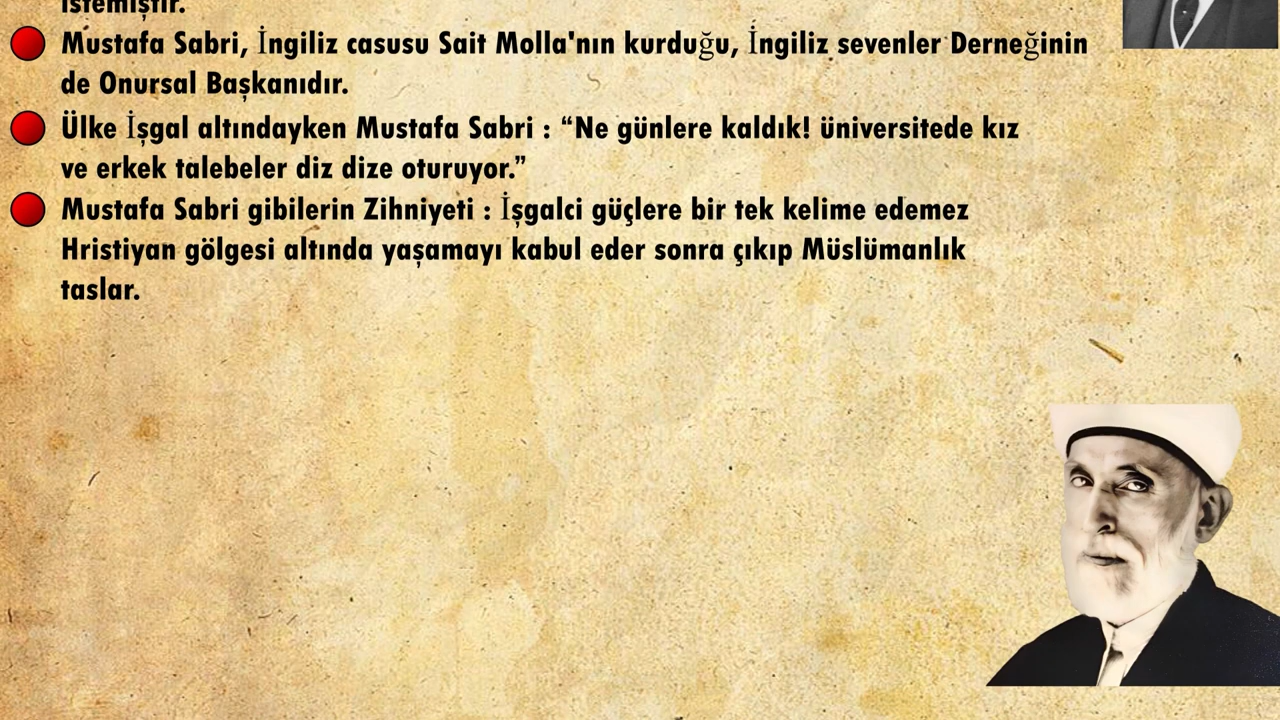 istemiştir.
Mustafa Sabri, İngiliz casusu Sait Molla'nın kurduğu, İngiliz sevenler Derneğinin
de Onursal Başkanıdır.
Ülke İşgal altındayken Mustafa Sabri : “Ne günlere kaldık! üniversitede kız
ve erkek talebeler diz dize oturuyor.”
Mustafa Sabri gibilerin Zihniyeti : İşgalci güçlere bir tek kelime edemez
Hristiyan gölgesi altında yaşamayı kabul eder sonra çıkıp Müslümanlık
taslar.